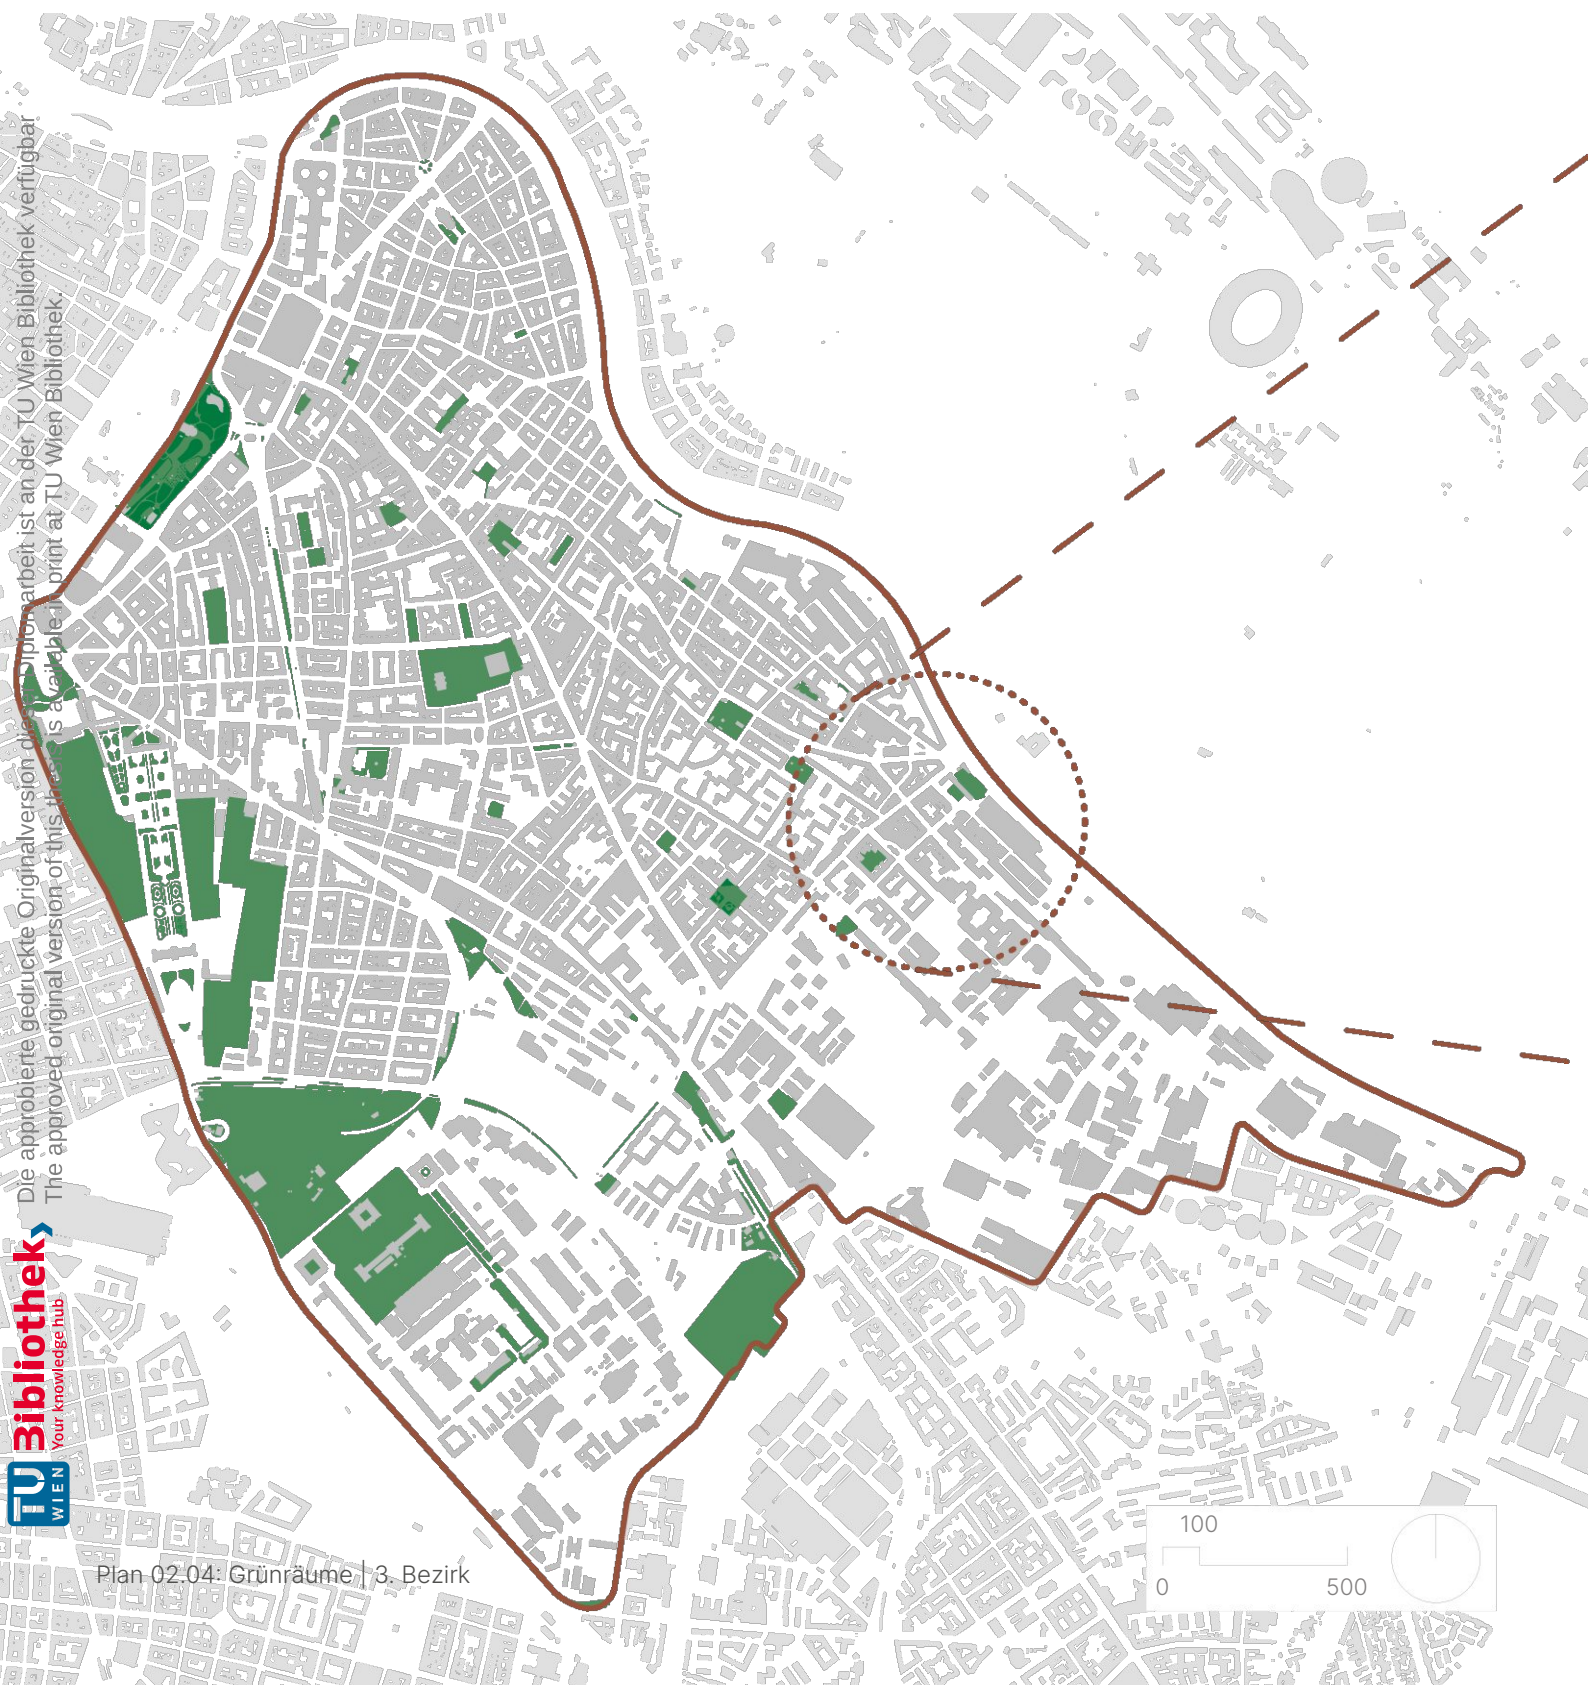 Die approbierte gedruckte Originalversion dieser Diplomarbeit ist an der TU Wien Bibliothek verfügbar
The approved original version of this thesis is available in print at TU Wien Bibliothek.
TU Bibliothek
WIEN Your knowledge hub
Plan 02.04: Grünräume | 3. Bezirk
100
0 500